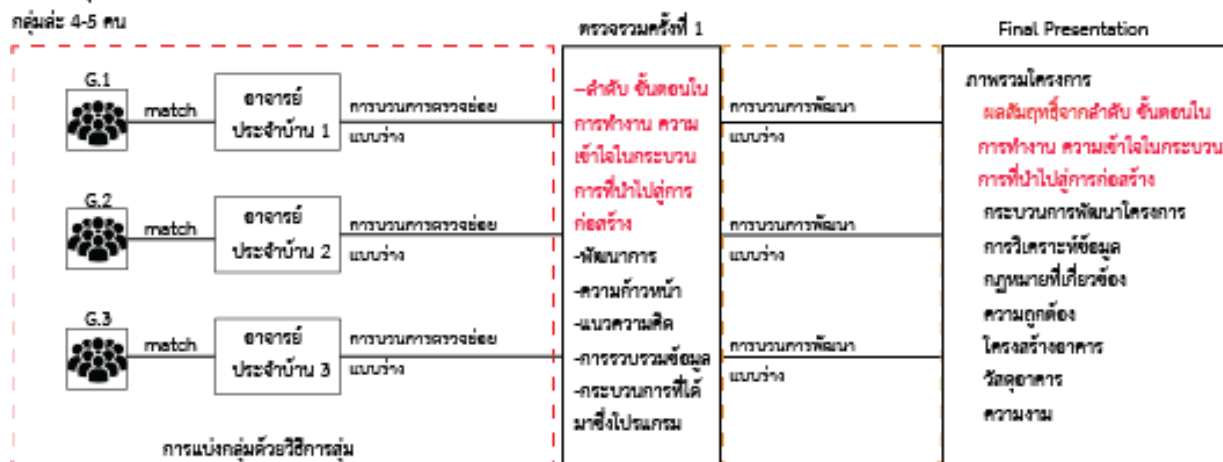 กลุ่มล่ะ 4-5 คน
ตรวจรวมครั้งที่ 1
Final Presentation
G.1
match
อาจารย์
ประจำบ้าน 1
การบวนการตรวจย่อย
แบบร่าง
G.2
match
อาจารย์
ประจำบ้าน 2
การบวนการตรวจย่อย
แบบร่าง
G.3
match
อาจารย์
ประจำบ้าน 3
การบวนการตรวจย่อย
แบบร่าง
การแบ่งกลุ่มด้วยวิธีการสุ่ม
-ลำดับ ขั้นตอนใน
การทำงาน ความ
เข้าใจในกระบวน
การที่นำไปสู่การ
ก่อสร้าง
-พัฒนาการ
-ความก้าวหน้า
-แนวความคิด
-การรวบรวมข้อมูล
-กระบวนการที่ได้
มาซึ่งโปรแกรม
การบวนการพัฒนา
แบบร่าง
การบวนการพัฒนา
แบบร่าง
การบวนการพัฒนา
แบบร่าง
ภาพรวมโครงการ
ผลสัมฤทธิ์จากลำดับ ขั้นตอนใน
การทำงาน ความเข้าใจในกระบวน
การที่นำไปสู่การก่อสร้าง
กระบวนการพัฒนาโครงการ
การวิเคราะห์ข้อมูล
กฎหมายที่เกี่ยวข้อง
ความถูกต้อง
โครงสร้างอาคาร
วัสดุอาคาร
ความงาม